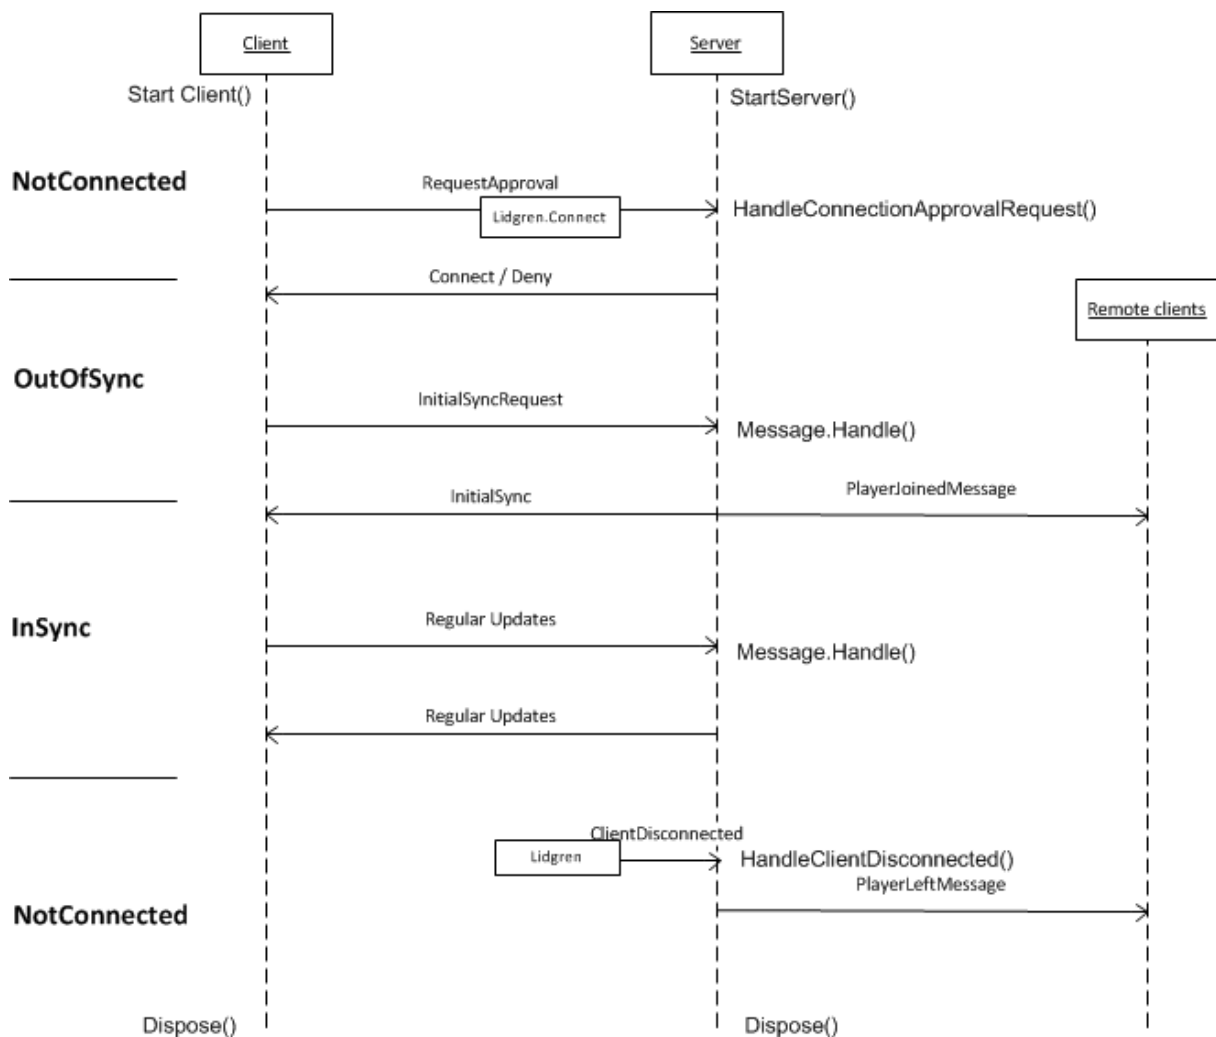 Client
Server
Start Client()
StartServer()
NotConnected
RequestApproval
Lidgren.Connect
HandleConnectionApprovalRequest()
Connect / Deny
Remote clients
OutOfSync
InitialSyncRequest
Message.Handle()
InitialSync
PlayerJoinedMessage
InSync
Regular Updates
Message.Handle()
Regular Updates
ClientDisconnected
Lidgren
HandleClientDisconnected()
PlayerLeftMessage
NotConnected
Dispose()
Dispose()